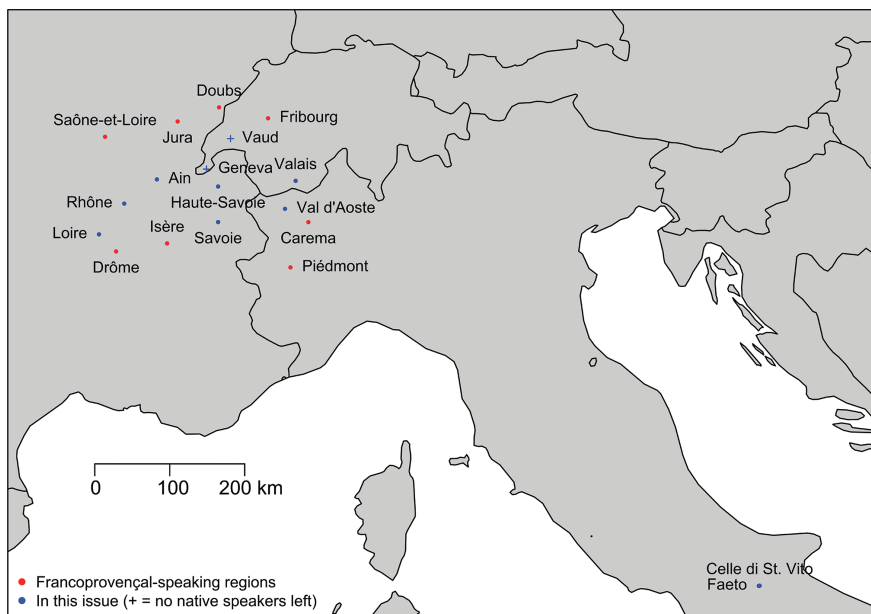 Doubs
Saône-et-Loire
Jura
Fribourg
Vaud
Ain
Geneva
Valais
Rhône
Haute-Savoie
Val d'Aoste
Loire
Isère
Savoie
Carema
Drôme
Piédmont
0 100 200 km
Celle di St. Vito
Faeto
Francoprovençal-speaking regions
In this issue (+ = no native speakers left)